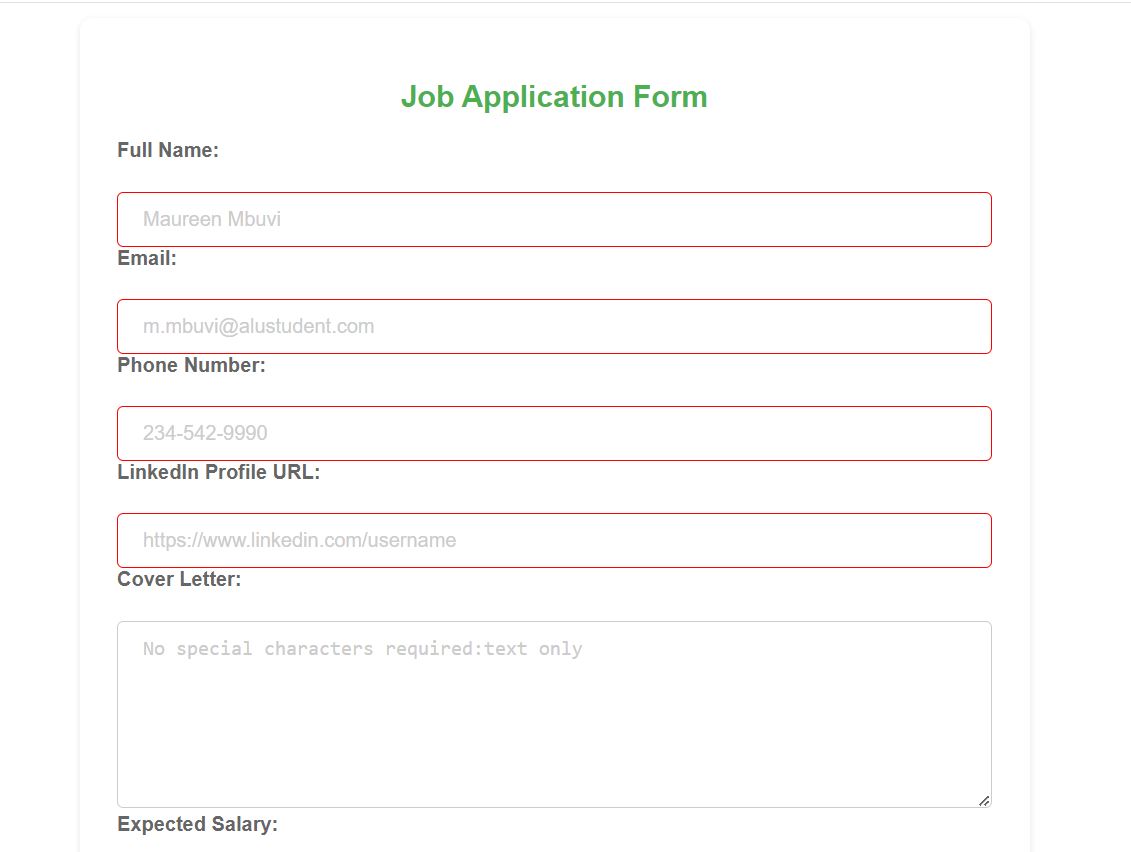 Job Application Form
Full Name:
Maureen Mbuvi
Email:
m.mbuvi@alustudent.com
Phone Number:
234-542-9990
LinkedIn Profile URL:
https://www.linkedin.com/username
Cover Letter:
No special characters required:text only
Expected Salary: